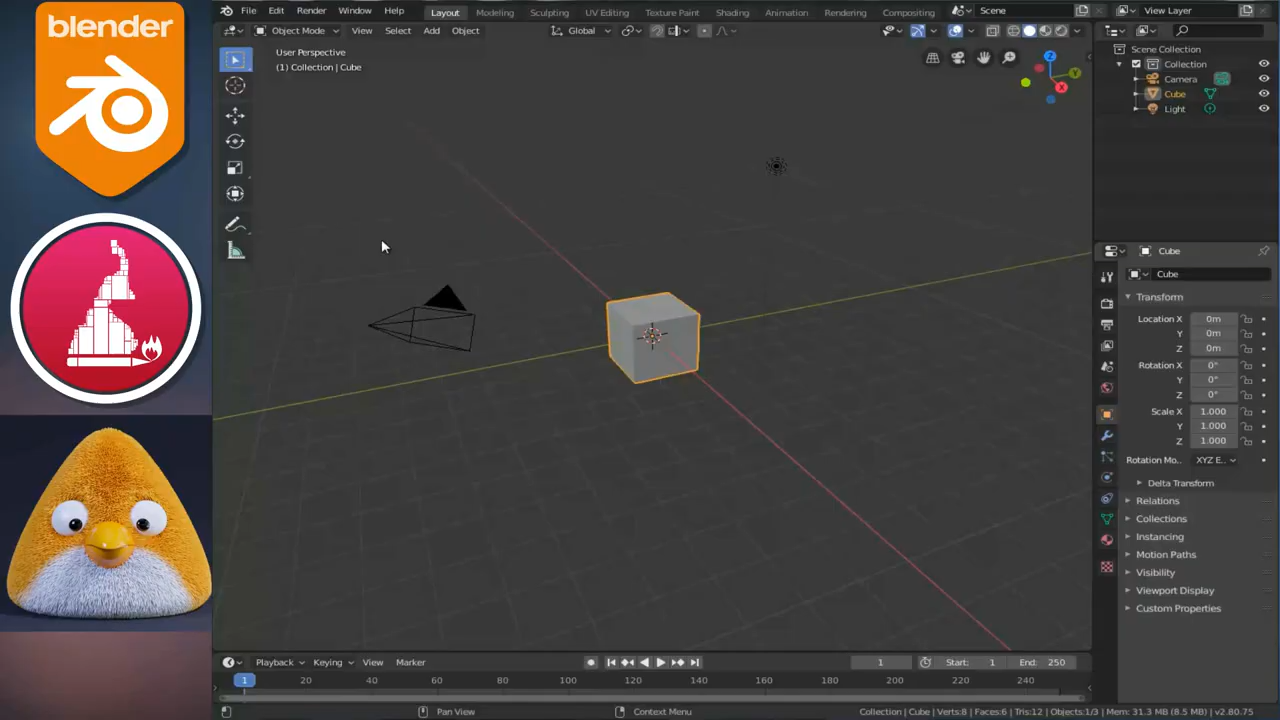 blender
File Edit Render Window Help Layout Modeling Sculpting UV Editing Texture Paint Shading Animation Rendering Compositing Scene View Layer
Object Mode View Select Add Object Global
User Perspective
(1) Collection | Cube
Scene Collection
Collection
Camera
Cube
Light
Z
Y
X
Cube
Cube
Transform
Location X 0m
Y 0m
Z 0m
Rotation X 0°
Y 0°
Z 0°
Scale X 1.000
Y 1.000
Z 1.000
Rotation Mo.. XYZ E..
Delta Transform
Relations
Collections
Instancing
Motion Paths
Visibility
Viewport Display
Custom Properties
Playback Keying View Marker 1 Start: 1 End: 250
1 20 40 60 80 100 120 140 160 180 200 220 240
Pan View Context Menu Collection | Cube | Verts:8 | Faces:6 | Tris:12 | Objects:1/3 | Mem: 31.3 MB (8.5 MB) | v2.80.75